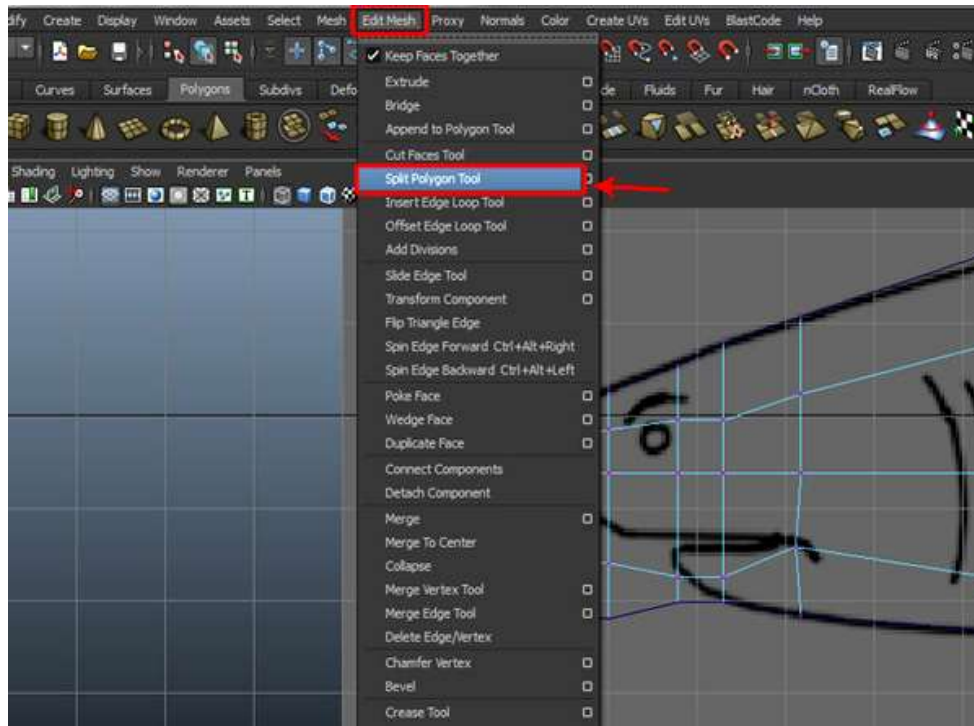 dify Create Display Window Assets Select Mesh Edit Mesh Proxy Normals Color Create UVs Edit UVs BlastCode Help
Curves Surfaces Polygons Subdivs Defo
de Fluids Fur Hair nCloth RealFlow
Shading Lighting Show Renderer Panels
Keep Faces Together
Extrude
Bridge
Append to Polygon Tool
Cut Faces Tool
Split Polygon Tool
Insert Edge Loop Tool
Offset Edge Loop Tool
Add Divisions
Slide Edge Tool
Transform Component
Flip Triangle Edge
Spin Edge Forward Ctrl+Alt+Right
Spin Edge Backward Ctrl+Alt+Left
Poke Face
Wedge Face
Duplicate Face
Connect Components
Detach Component
Merge
Merge To Center
Collapse
Merge Vertex Tool
Merge Edge Tool
Delete Edge/Vertex
Chamfer Vertex
Bevel
Crease Tool